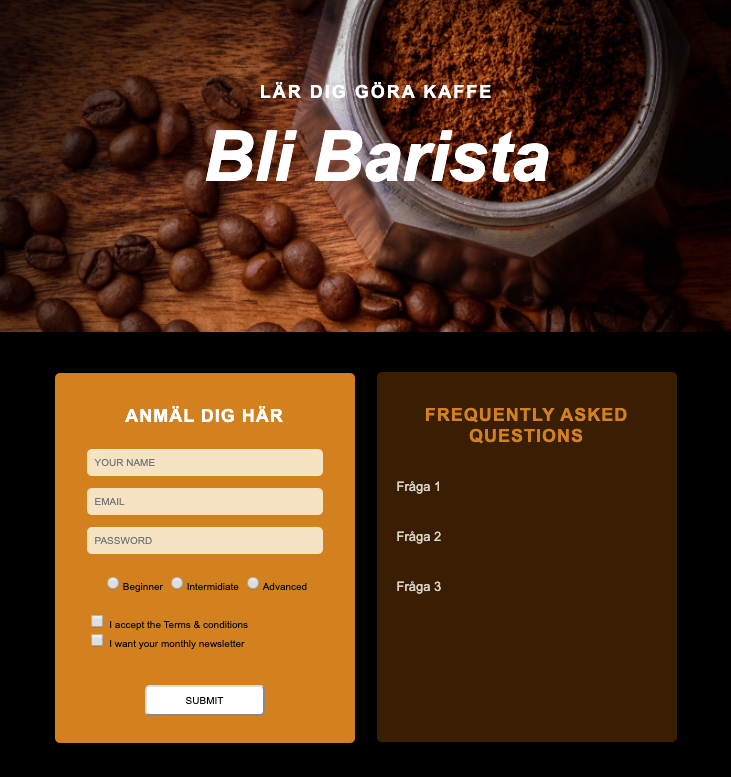 LÄR DIG GÖRA KAFFE
Bli Barista
ANMÄL DIG HÄR
YOUR NAME
EMAIL
PASSWORD
Beginner Intermidiate Advanced
I accept the Terms & conditions
I want your monthly newsletter
SUBMIT
FREQUENTLY ASKED
QUESTIONS
Fråga 1
Fråga 2
Fråga 3